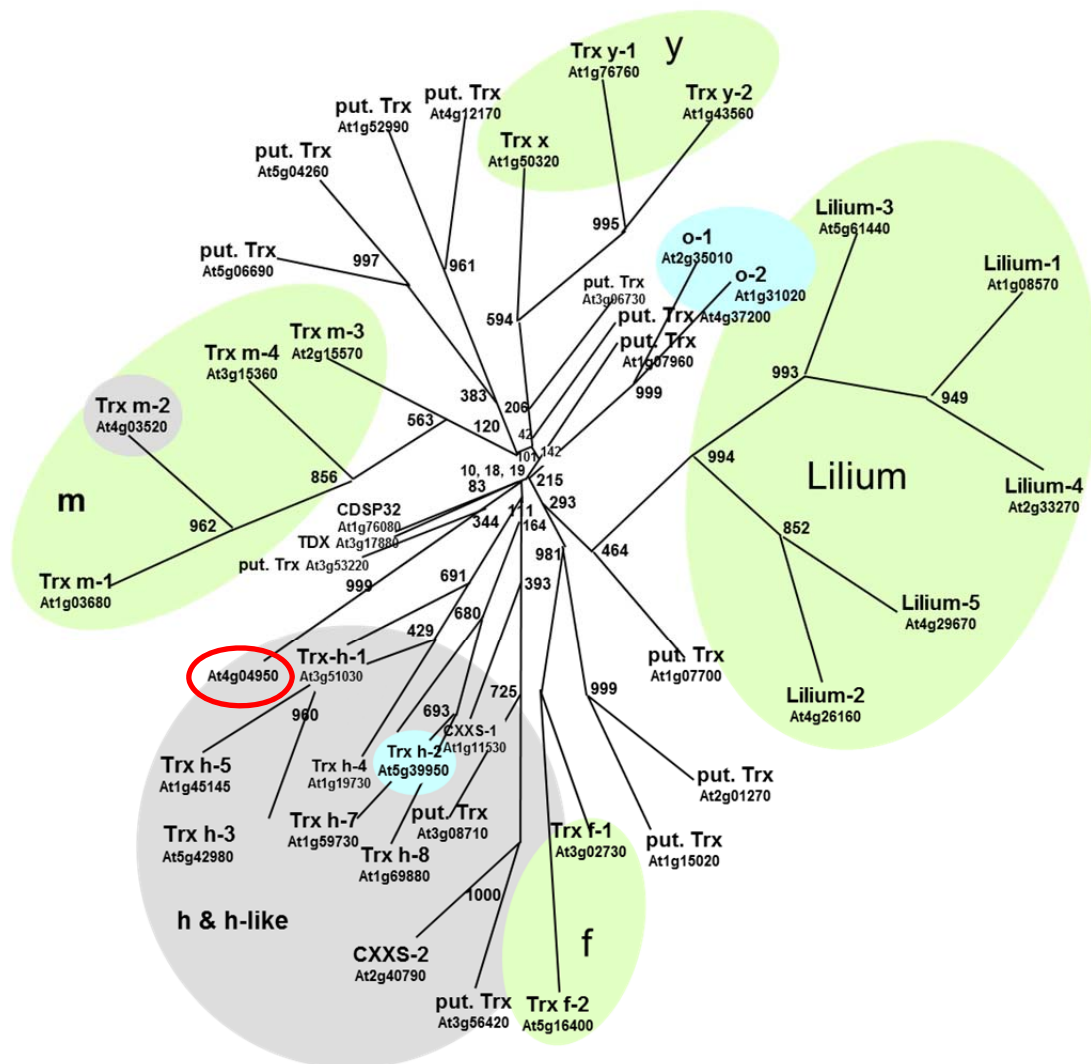 Trx y-1
At1g76760
y
Trx y-2
At1g43560
put. Trx
At4g12170
put. Trx
At1g52990
Trx x
At1g50320
put. Trx
At5g04260
put. Trx
At5g06690
997
961
995
594
o-1
At2g35010
o-2
At1g31020
At4g37200
put. Trx
At3g06730
put. Trx
put. Trx
At1g07960
Lilium-3
At5g61440
Lilium-1
At1g08570
993
949
994
Lilium
Lilium-4
At2g33270
852
Lilium-5
At4g29670
Lilium-2
At4g26160
Trx m-3
At2g15570
Trx m-4
At3g15360
Trx m-2
At4g03520
m
563
856
962
Trx m-1
At1g03680
383
120
206
42
101
142
999
10, 18, 19
83
215
293
CDSP32
At1g76080
TDX At3g17880
put. Trx At3g53220
344
111
164
981
464
999
691
680
393
429
At4g04950
Trx-h-1
At3g51030
960
693
725
999
put. Trx
At1g07700
CXXS-1
At1g11530
Trx h-2
At5g39950
Trx h-5
At1g45145
Trx h-4
At1g19730
put. Trx
At2g01270
Trx h-3
At5g42980
Trx h-7
At1g59730
put. Trx
At3g08710
Trx h-8
At1g69880
Trx f-1
At3g02730
put. Trx
At1g15020
h & h-like
1000
f
CXXS-2
At2g40790
put. Trx
At3g56420
Trx f-2
At5g16400